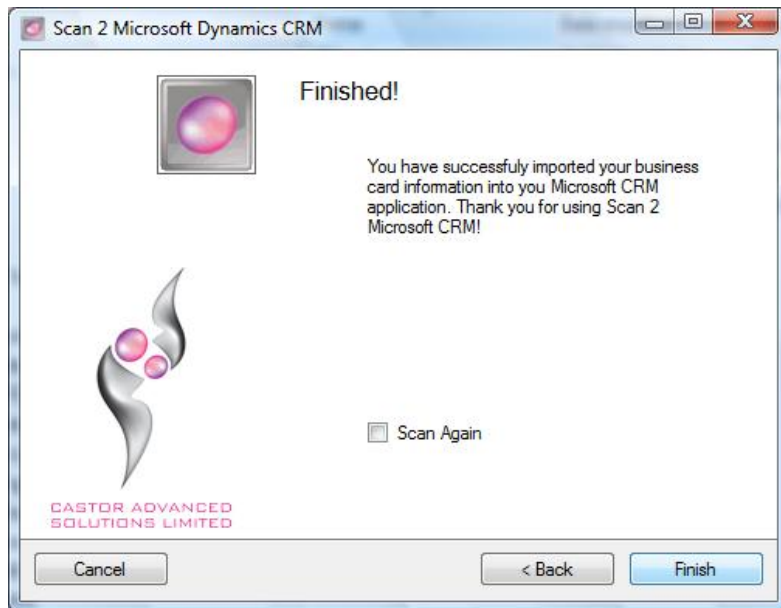 Scan 2 Microsoft Dynamics CRM
Finished!
You have successfuly imported your business
card information into you Microsoft CRM
application. Thank you for using Scan 2
Microsoft CRM!
Scan Again
CASTOR ADVANCED
SOLUTIONS LIMITED
Cancel
< Back
Finish